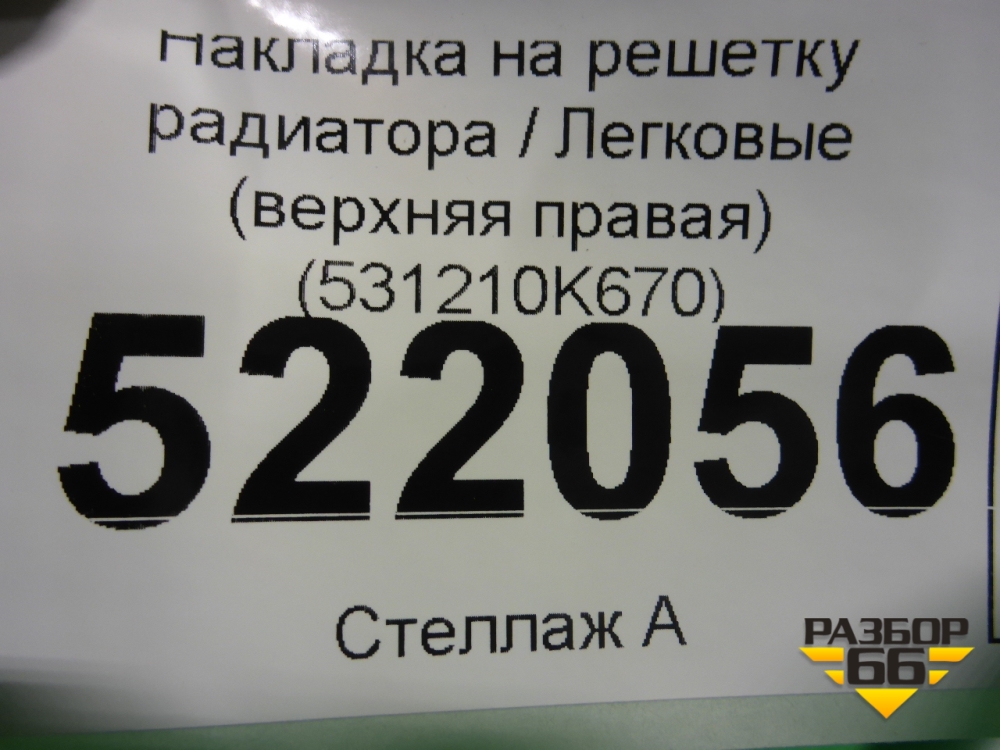 Накладка на решетку
радиатора / Легковые
(верхняя правая)
(531210K670)
522056
Стеллаж А
РАЗБОР
66